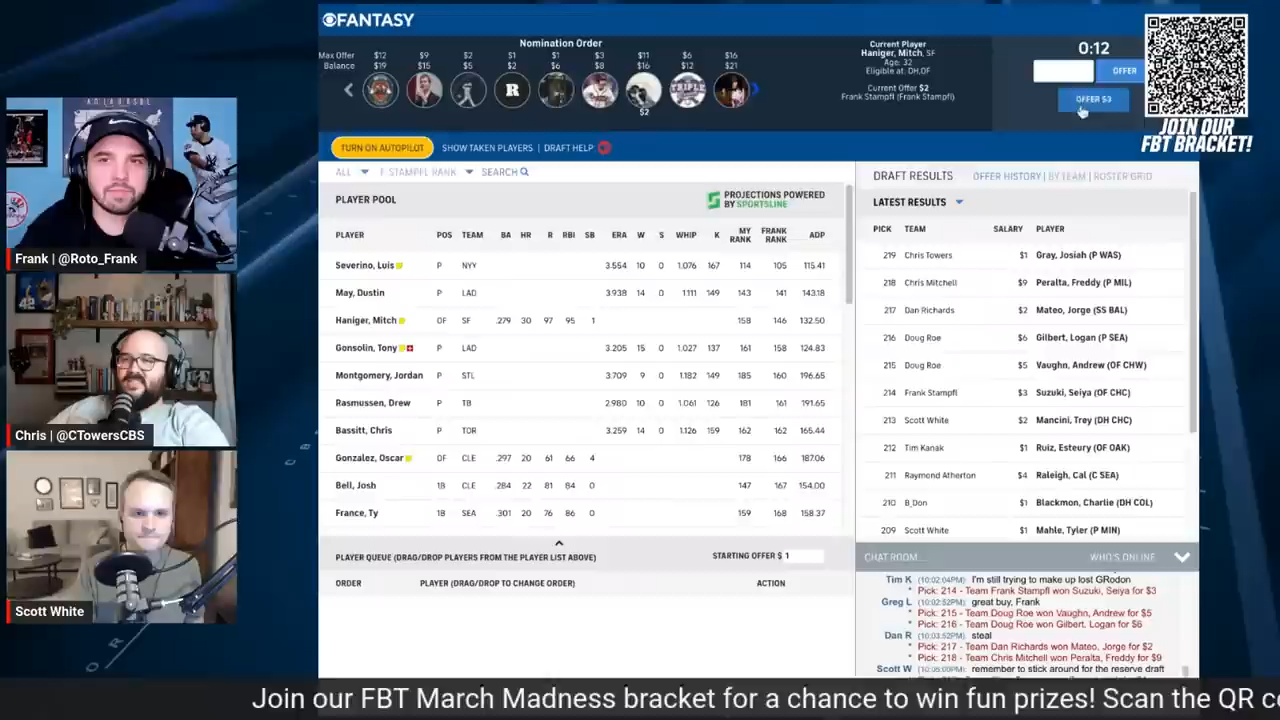 FANTASY
Nomination Order
Max Offer $12 $9 $2 $1 $1 $3 $11 $6 $16
Balance $19 $15 $5 $2 $6 $8 $16 $12 $21
R
TRIPLE
$2
Current Player
Haniger, Mitch, SF
Age: 32
Eligible at: DH,OF
Current Offer $2
Frank Stampfl (Frank Stampfl)
0:12
OFFER
OFFER $3
JOIN OUR
FBT BRACKET!
TURN ON AUTOPILOT SHOW TAKEN PLAYERS | DRAFT HELP
ALL F. STAMPFL RANK SEARCH
PLAYER POOL
PROJECTIONS POWERED
BY SPORTSLINE
PLAYER POS TEAM BA HR R RBI SB ERA W S WHIP K MY RANK FRANK RANK ADP
Severino, Luis P NYY 3.554 10 0 1.076 167 114 105 115.41
May, Dustin P LAD 3.938 14 0 1.111 149 143 141 143.18
Haniger, Mitch OF SF .279 30 97 95 1 158 146 132.50
Gonsolin, Tony P LAD 3.205 15 0 1.027 137 161 158 124.83
Montgomery, Jordan P STL 3.709 9 0 1.182 149 185 160 196.65
Rasmussen, Drew P TB 2.980 10 0 1.061 126 181 161 191.65
Bassitt, Chris P TOR 3.259 14 0 1.126 159 162 162 165.44
Gonzalez, Oscar OF CLE .297 20 61 66 4 178 166 187.06
Bell, Josh 1B CLE .284 22 81 84 0 147 167 154.00
France, Ty 1B SEA .301 20 76 86 0 159 168 158.37
PLAYER QUEUE (DRAG/DROP PLAYERS FROM THE PLAYER LIST ABOVE) STARTING OFFER $ 1
ORDER PLAYER (DRAG/DROP TO CHANGE ORDER) ACTION
DRAFT RESULTS OFFER HISTORY | BY TEAM | ROSTER GRID
LATEST RESULTS
PICK TEAM SALARY PLAYER
219 Chris Towers $1 Gray, Josiah (P WAS)
218 Chris Mitchell $9 Peralta, Freddy (P MIL)
217 Dan Richards $2 Mateo, Jorge (SS BAL)
216 Doug Roe $6 Gilbert, Logan (P SEA)
215 Doug Roe $5 Vaughn, Andrew (OF CHW)
214 Frank Stampfl $3 Suzuki, Seiya (OF CHC)
213 Scott White $2 Mancini, Trey (DH CHC)
212 Tim Kanak $1 Ruiz, Esteury (OF OAK)
211 Raymond Atherton $4 Raleigh, Cal (C SEA)
210 B_Don $1 Blackmon, Charlie (DH COL)
209 Scott White $1 Mahle, Tyler (P MIN)
CHAT ROOM... WHO'S ONLINE
Tim K (10:02:04PM): I'm still trying to make up lost GRodon
* Pick: 214 - Team Frank Stampfl won Suzuki, Seiya for $3
Greg L (10:02:52PM): great buy, Frank
* Pick: 215 - Team Doug Roe won Vaughn, Andrew for $5
* Pick: 216 - Team Doug Roe won Gilbert, Logan for $6
Dan R (10:03:52PM): steal
* Pick: 217 - Team Dan Richards won Mateo, Jorge for $2
* Pick: 218 - Team Chris Mitchell won Peralta, Freddy for $9
Scott W (10:05:00PM): remember to stick around for the reserve draft
Frank | @Roto_Frank
Chris | @CTowersCBS
Scott White
Join our FBT March Madness bracket for a chance to win fun prizes! Scan the QR c